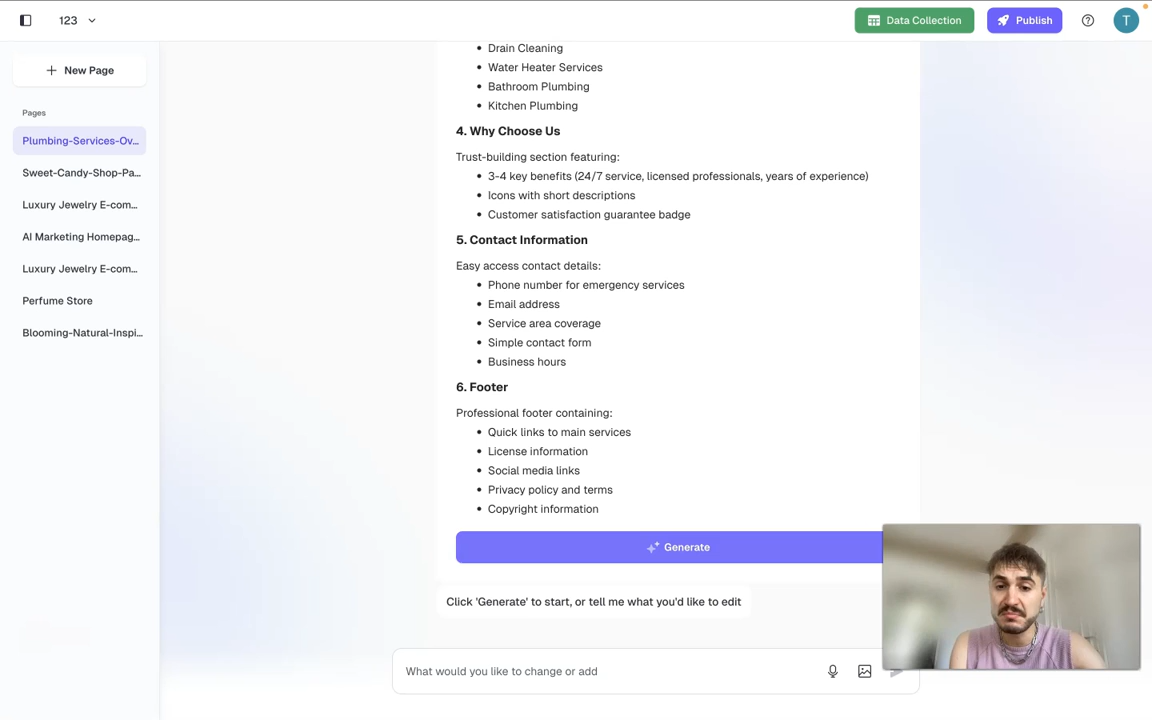 123
Data Collection
Publish
T
New Page
Pages
Plumbing-Services-Ov...
Sweet-Candy-Shop-Pa...
Luxury Jewelry E-com...
AI Marketing Homepag...
Luxury Jewelry E-com...
Perfume Store
Blooming-Natural-Inspi...
• Drain Cleaning
• Water Heater Services
• Bathroom Plumbing
• Kitchen Plumbing
4. Why Choose Us
Trust-building section featuring:
• 3-4 key benefits (24/7 service, licensed professionals, years of experience)
• Icons with short descriptions
• Customer satisfaction guarantee badge
5. Contact Information
Easy access contact details:
• Phone number for emergency services
• Email address
• Service area coverage
• Simple contact form
• Business hours
6. Footer
Professional footer containing:
• Quick links to main services
• License information
• Social media links
• Privacy policy and terms
• Copyright information
Generate
Click 'Generate' to start, or tell me what you'd like to edit
What would you like to change or add